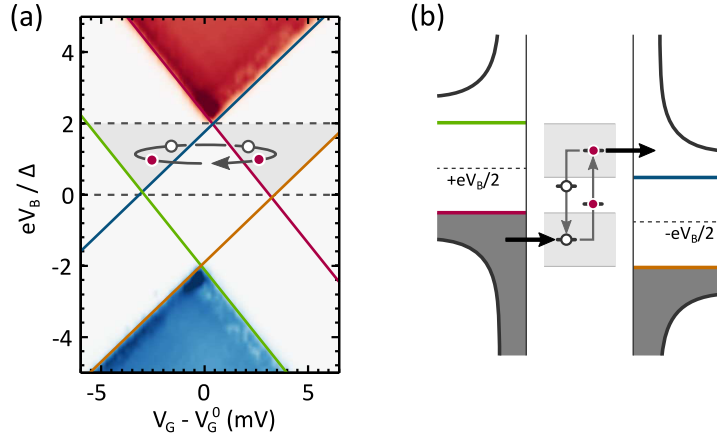 (a)
(b)
4
2
0
-2
-4
eV_B / Δ
-5
0
5
V_G - V_G^0 (mV)
+eV_B/2
-eV_B/2